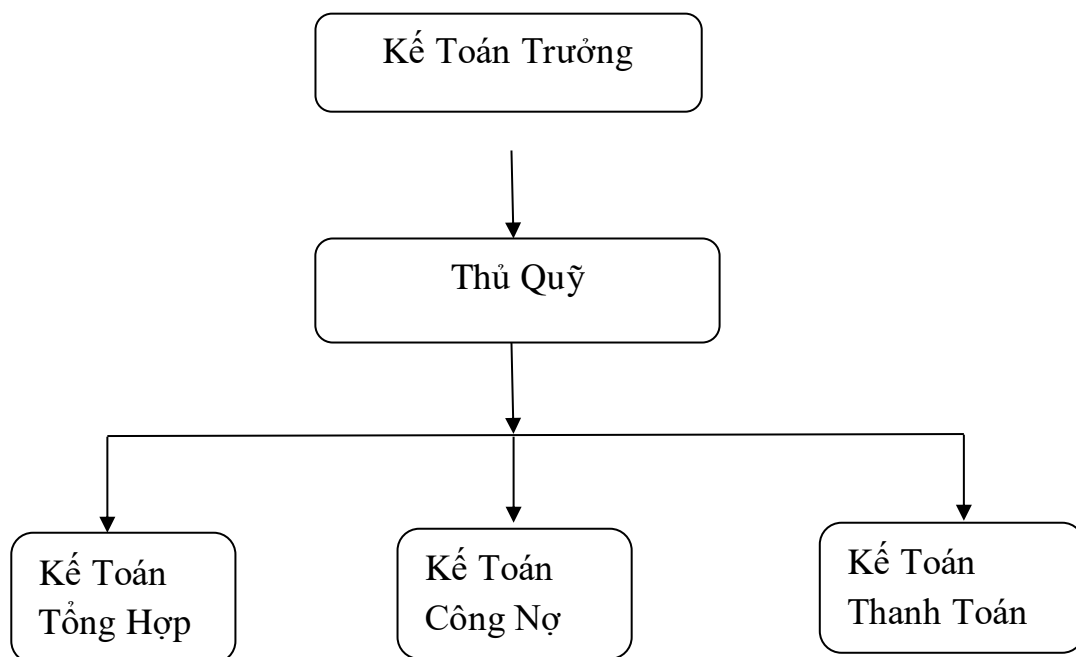 Kế Toán Trưởng
Thủ Quỹ
Kế Toán
Tổng Hợp
Kế Toán
Công Nợ
Kế Toán
Thanh Toán